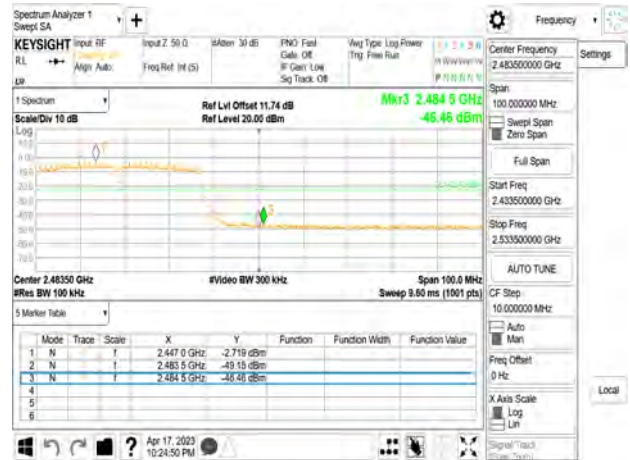 Spectrum Analyzer 1
Swept SA
Frequency
KEYSIGHT
Input: RF
Input Z: 50 Ω
#Atten: 30 dB
PNO: Fast
Avg Type: Log-Power
Align: Auto
Freq Ref: Int (S)
Gate: Off
Trig: Free Run
IF Gain: Low
Sig Track: Off
RL
Center Frequency
2.483500000 GHz
Settings
Span
100.000000 MHz
Swept Span
Zero Span
Full Span
Start Freq
2.433500000 GHz
Stop Freq
2.533500000 GHz
AUTO TUNE
CF Step
10.000000 MHz
Auto
Man
Freq Offset
0 Hz
X Axis Scale
Log
Lin
Local
1 Spectrum
Scale/Div 10 dB
Ref Lvl Offset 11.74 dB
Ref Level 20.00 dBm
Mkr3 2.484 5 GHz
-46.46 dBm
Log
Center 2.48350 GHz
#Res BW 100 kHz
#Video BW 300 kHz
Span 100.0 MHz
Sweep 9.60 ms (1001 pts)
5 Marker Table
Mode Trace Scale X Y Function Function Width Function Value
1 N f 2.447 0 GHz -2.719 dBm
2 N f 2.483 5 GHz -49.15 dBm
3 N f 2.484 5 GHz -46.46 dBm
4
5
6
Apr 17, 2023
10:24:50 PM
Signal Track